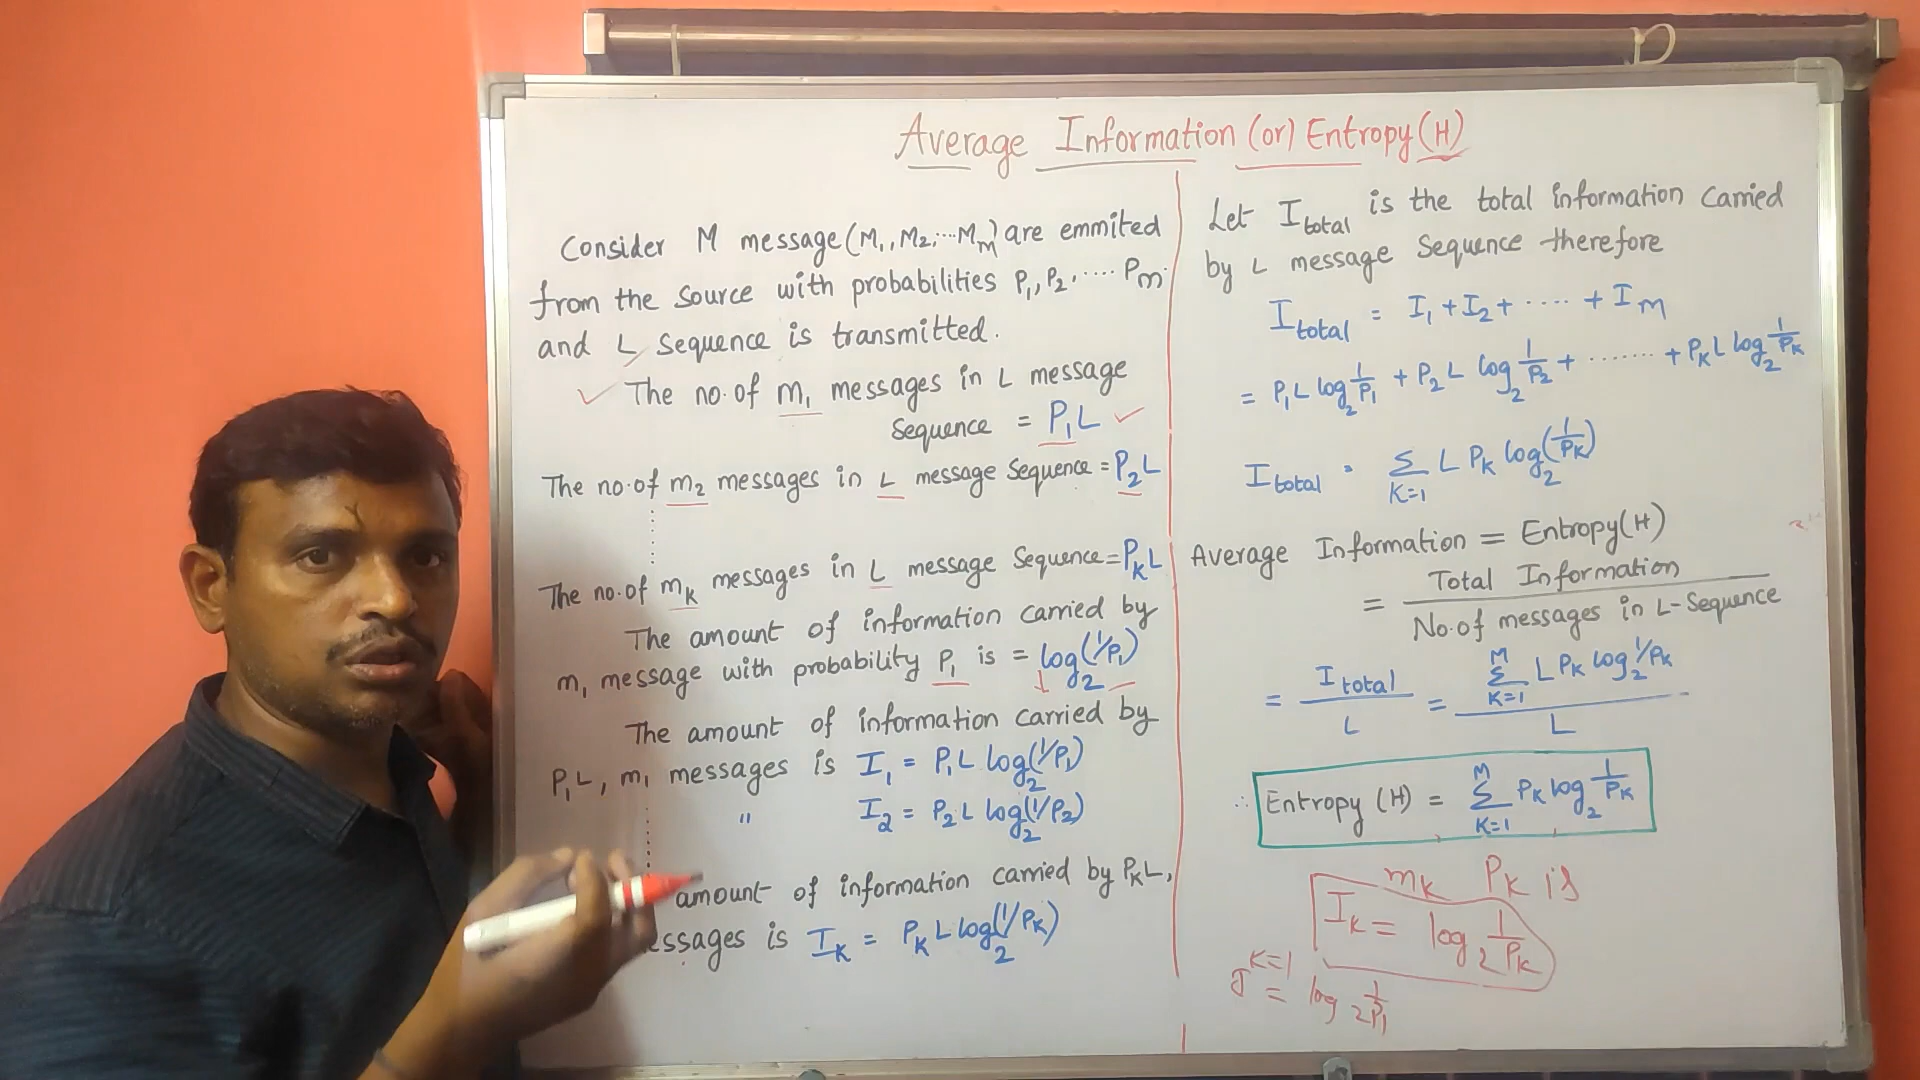 Average Information (or) Entropy (H)
Consider M message (M1, M2, ... Mm) are emmited
from the source with probabilities P1, P2, ..... Pm.
and L sequence is transmitted.
✓ The no. of m1 messages in L message
Sequence = P1L ✓
The no. of m2 messages in L message Sequence = P2L
The no. of mK messages in L message Sequence = PKL
The amount of information carried by
m1 message with probability P1 is = log2(1/P1)
The amount of information carried by
P1L, m1 messages is I1 = P1L log2(1/P1)
" I2 = P2L log2(1/P2)
amount of information carried by PKL,
essages is IK = PK L log2(1/PK)
Let Itotal is the total information carried
by L message sequence therefore
Itotal = I1 + I2 + ..... + IM
= P1L log2 1/P1 + P2L log2 1/P2 + ....... + PKL log2 1/PK
Itotal = Σ K=1 L PK log2(1/PK)
Average Information = Entropy(H)
= Total Information / No. of messages in L-Sequence
= Itotal / L = Σ M K=1 L PK log2 1/PK / L
∴ Entropy (H) = Σ M K=1 PK log2 1/PK
mK PK is
IK = log2 1/PK
K=1
= log2 1/P1